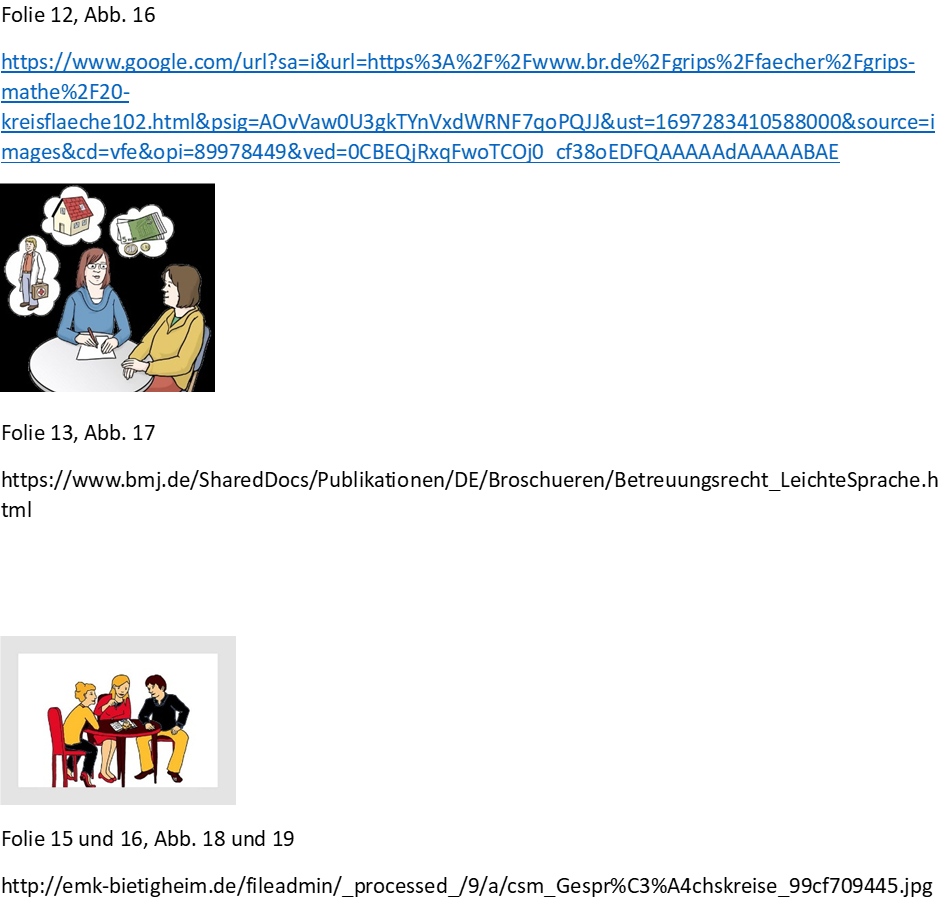 Folie 12, Abb. 16
https://www.google.com/url?sa=i&url=https%3A%2F%2Fwww.br.de%2Fgrips%2Ffaecher%2Fgrips-
mathe%2F20-
kreisflaeche102.html&psig=AOvVaw0U3gkTYnVxdWRNF7qoPQJJ&ust=1697283410588000&source=i
mages&cd=vfe&opi=89978449&ved=0CBEQjRxqFwoTCOj0_cf38oEDFQAAAAAdAAAAABAE
Folie 13, Abb. 17
https://www.bmj.de/SharedDocs/Publikationen/DE/Broschueren/Betreuungsrecht_LeichteSprache.h
tml
Folie 15 und 16, Abb. 18 und 19
http://emk-bietigheim.de/fileadmin/_processed_/9/a/csm_Gespr%C3%A4chskreise_99cf709445.jpg